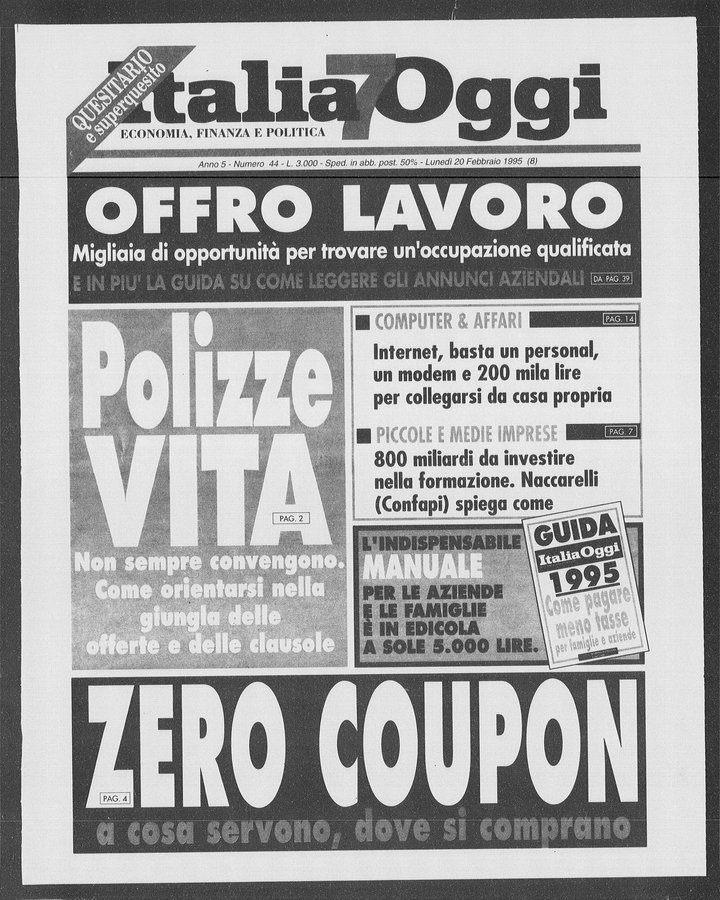 QUESITARIO
e superquesito
Italia 7 Oggi
ECONOMIA, FINANZA E POLITICA
Anno 5 - Numero 44 - L. 3.000 - Sped. in abb. post. 50% - Lunedì 20 Febbraio 1995 (8)
OFFRO LAVORO
Migliaia di opportunità per trovare un'occupazione qualificata
E IN PIU' LA GUIDA SU COME LEGGERE GLI ANNUNCI AZIENDALI DA PAG. 39
Polizze
VITA
PAG. 2
Non sempre convengono.
Come orientarsi nella
giungla delle
offerte e delle clausole
COMPUTER & AFFARI PAG. 14
Internet, basta un personal,
un modem e 200 mila lire
per collegarsi da casa propria
PICCOLE E MEDIE IMPRESE PAG. 7
800 miliardi da investire
nella formazione. Naccarelli
(Confapi) spiega come
L'INDISPENSABILE
MANUALE
PER LE AZIENDE
E LE FAMIGLIE
È IN EDICOLA
A SOLE 5.000 LIRE.
GUIDA
ItaliaOggi
1995
Come pagare
meno tasse
per famiglie e aziende
ZERO COUPON
PAG. 4
a cosa servono, dove si comprano